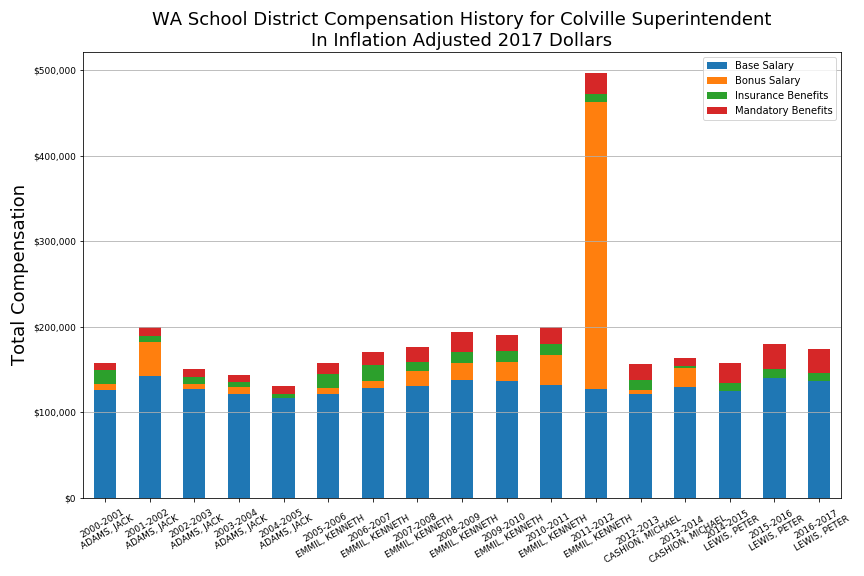 WA School District Compensation History for Colville Superintendent
In Inflation Adjusted 2017 Dollars
Base Salary
Bonus Salary
Insurance Benefits
Mandatory Benefits
Total Compensation
$500,000
$400,000
$300,000
$200,000
$100,000
$0
2000-2001
ADAMS, JACK
2001-2002
ADAMS, JACK
2002-2003
ADAMS, JACK
2003-2004
ADAMS, JACK
2004-2005
ADAMS, JACK
2005-2006
EMMIL, KENNETH
2006-2007
EMMIL, KENNETH
2007-2008
EMMIL, KENNETH
2008-2009
EMMIL, KENNETH
2009-2010
EMMIL, KENNETH
2010-2011
EMMIL, KENNETH
2011-2012
EMMIL, KENNETH
2012-2013
CASHION, MICHAEL
2013-2014
CASHION, MICHAEL
2014-2015
LEWIS, PETER
2015-2016
LEWIS, PETER
2016-2017
LEWIS, PETER